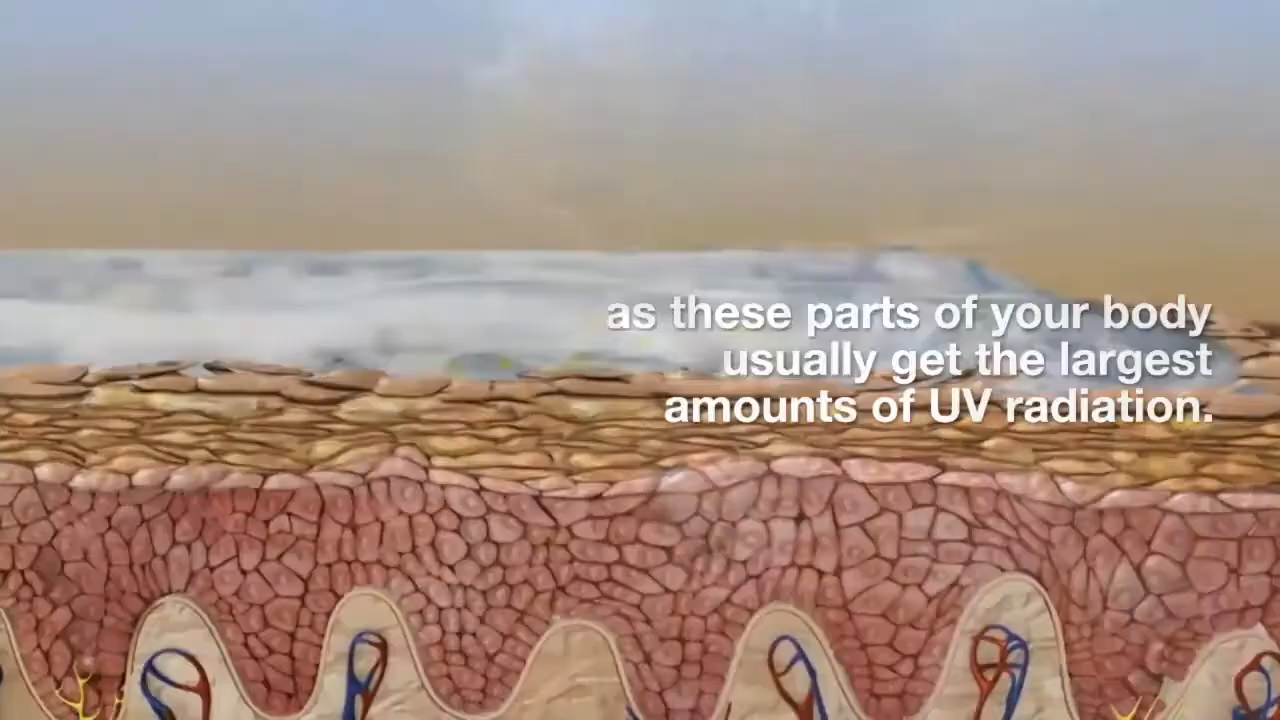 as these parts of your body
usually get the largest
amounts of UV radiation.